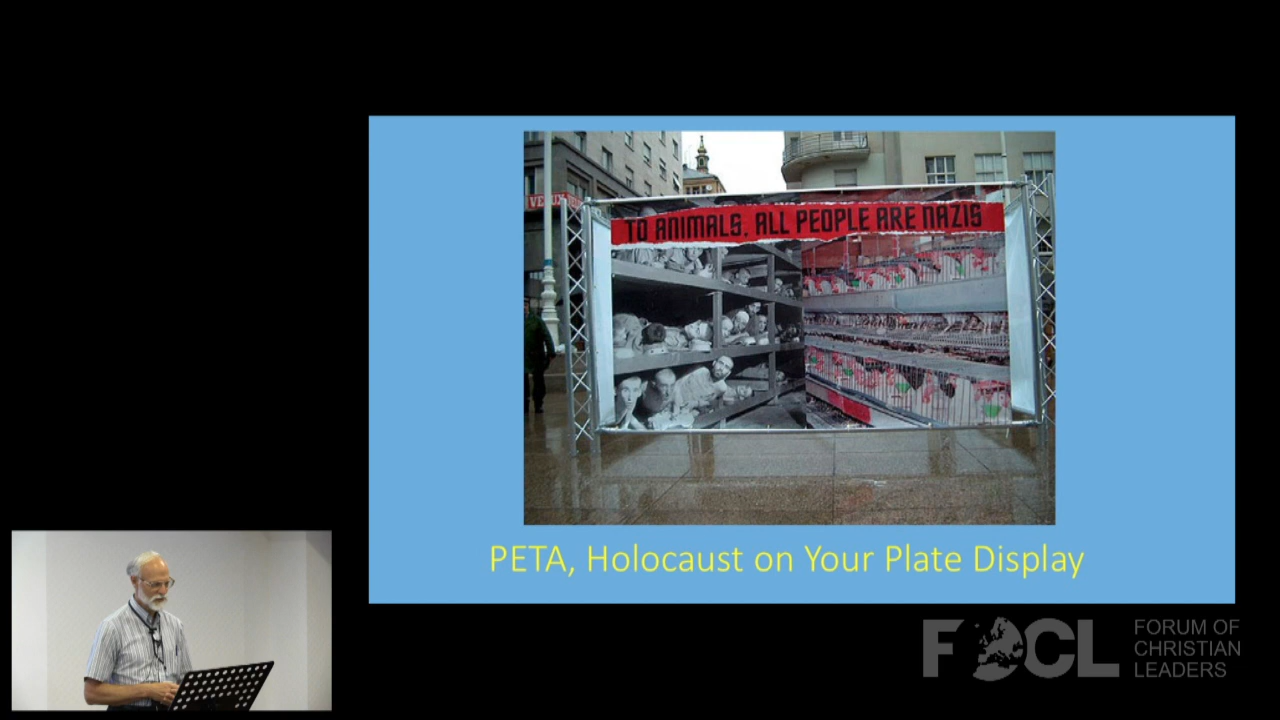 TO ANIMALS, ALL PEOPLE ARE NAZIS
PETA, Holocaust on Your Plate Display
FOCL
FORUM OF
CHRISTIAN
LEADERS